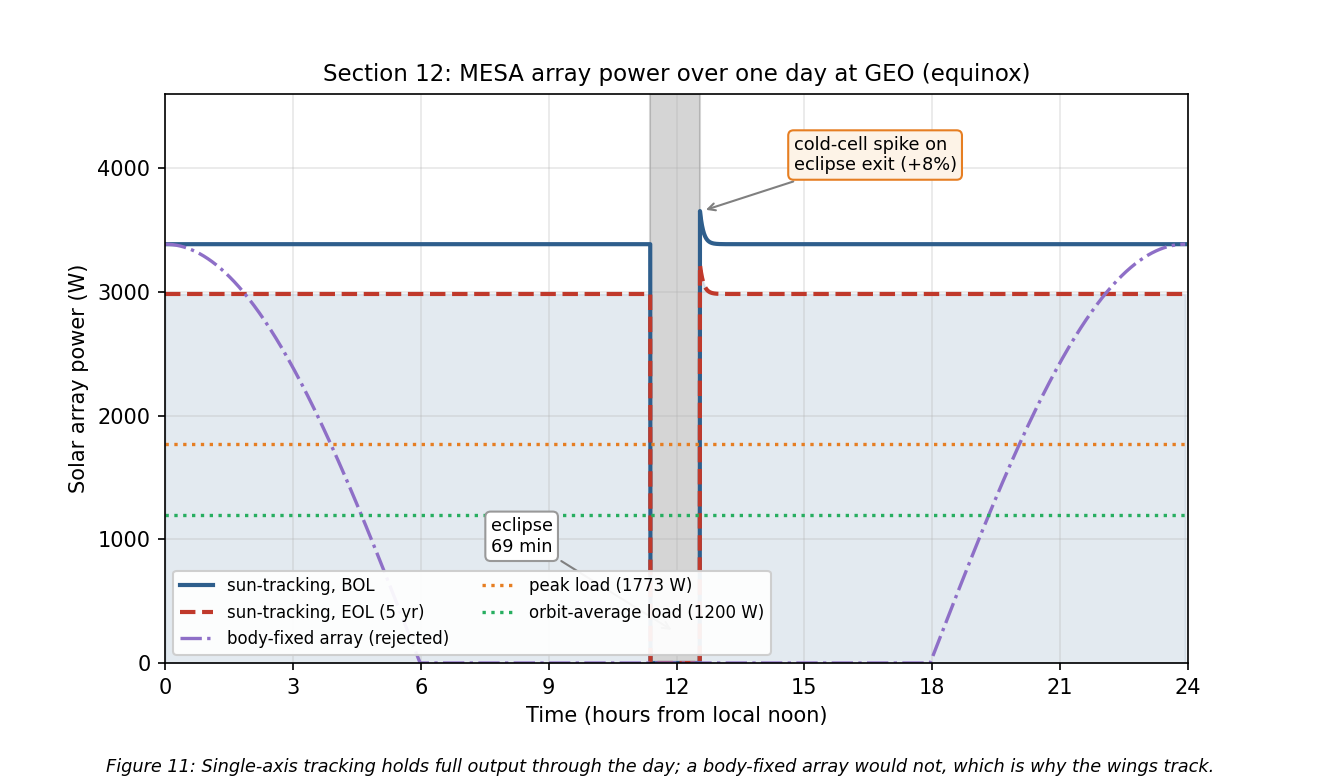 Section 12: MESA array power over one day at GEO (equinox)
cold-cell spike on
eclipse exit (+8%)
Solar array power (W)
4000
3000
2000
1000
0
eclipse
69 min
sun-tracking, BOL
sun-tracking, EOL (5 yr)
body-fixed array (rejected)
peak load (1773 W)
orbit-average load (1200 W)
0 3 6 9 12 15 18 21 24
Time (hours from local noon)
Figure 11: Single-axis tracking holds full output through the day; a body-fixed array would not, which is why the wings track.